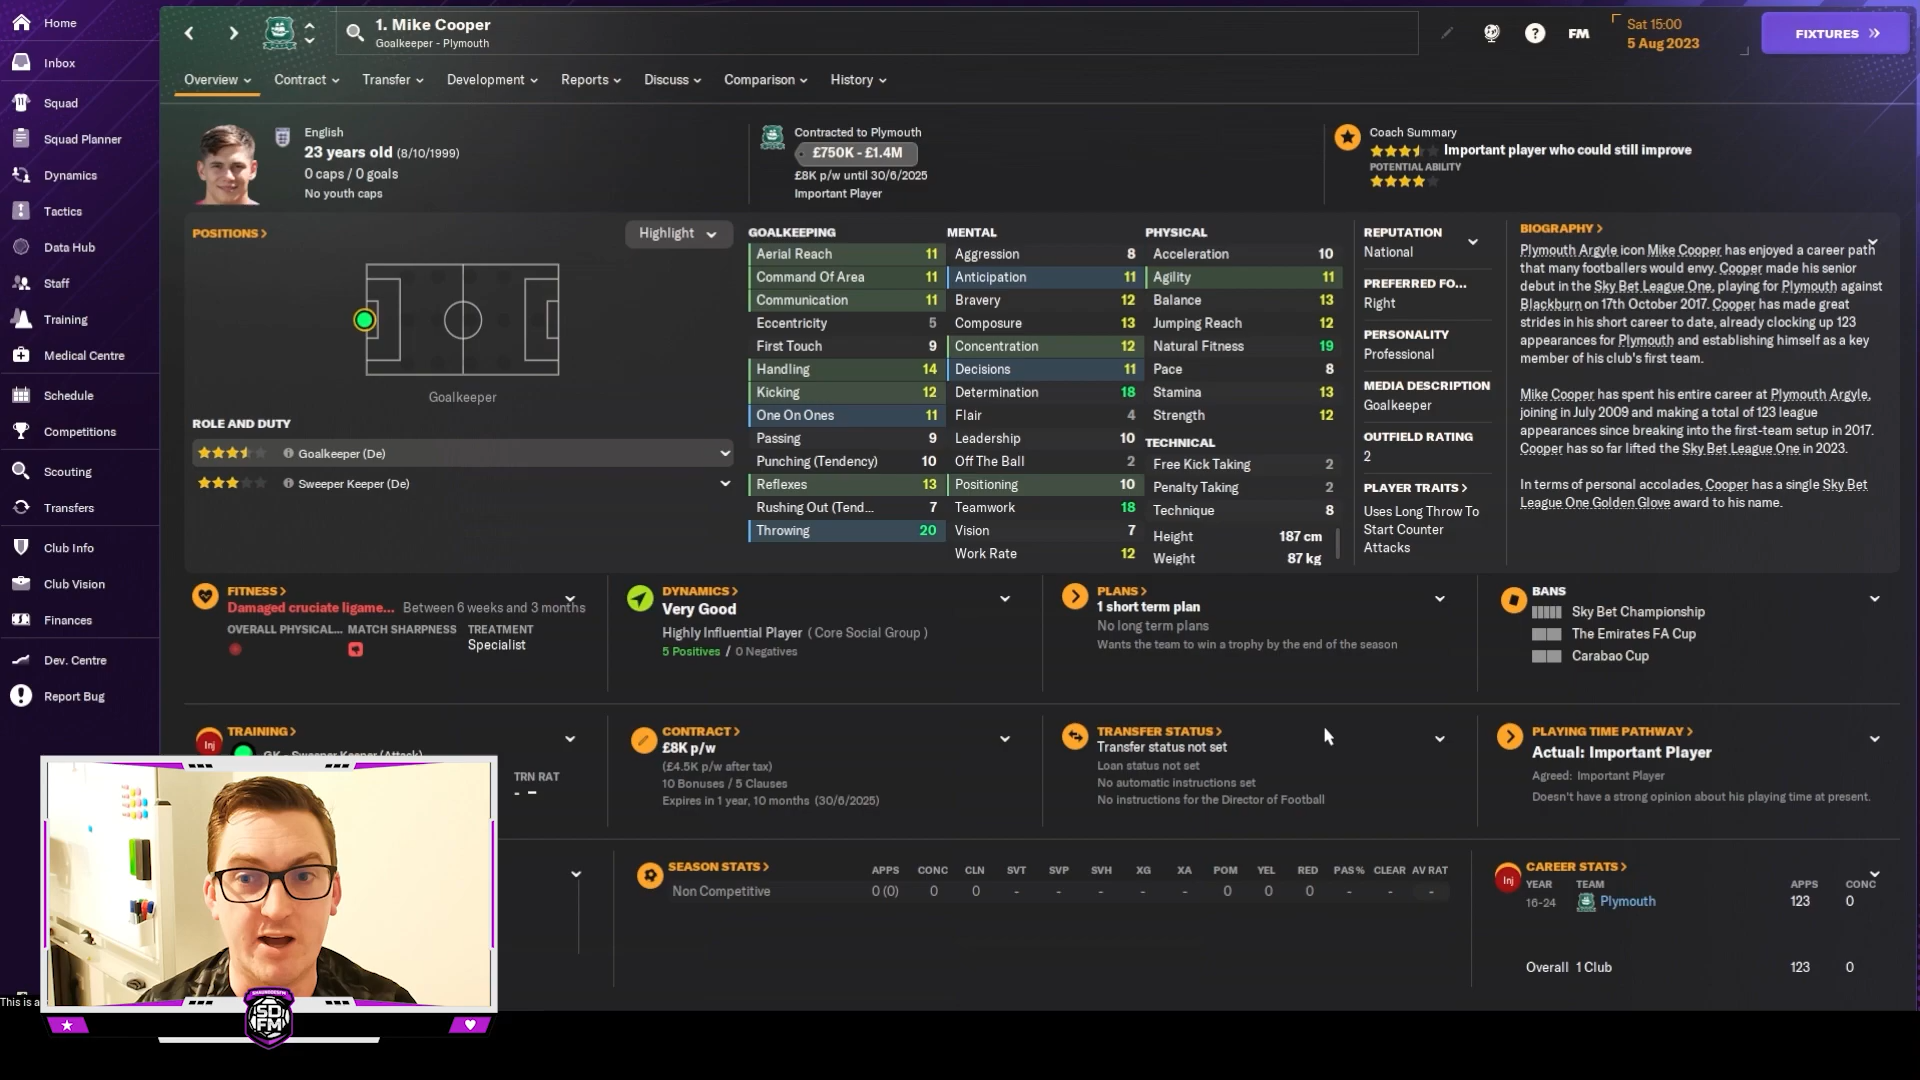 Home
Inbox
Squad
Squad Planner
Dynamics
Tactics
Data Hub
Staff
Training
Medical Centre
Schedule
Competitions
Scouting
Transfers
Club Info
Club Vision
Finances
Dev. Centre
Report Bug
1. Mike Cooper
Goalkeeper - Plymouth
FM
Sat 15:00
5 Aug 2023
FIXTURES
Overview Contract Transfer Development Reports Discuss Comparison History
English
23 years old (8/10/1999)
0 caps / 0 goals
No youth caps
Contracted to Plymouth
£750K - £1.4M
£8K p/w until 30/6/2025
Important Player
Coach Summary
Important player who could still improve
POTENTIAL ABILITY
POSITIONS >
Highlight
Goalkeeper
ROLE AND DUTY
Goalkeeper (De)
Sweeper Keeper (De)
GOALKEEPING
Aerial Reach 11
Command Of Area 11
Communication 11
Eccentricity 5
First Touch 9
Handling 14
Kicking 12
One On Ones 11
Passing 9
Punching (Tendency) 10
Reflexes 13
Rushing Out (Tend... 7
Throwing 20
MENTAL
Aggression 8
Anticipation 11
Bravery 12
Composure 13
Concentration 12
Decisions 11
Determination 18
Flair 4
Leadership 10
Off The Ball 2
Positioning 10
Teamwork 18
Vision 7
Work Rate 12
PHYSICAL
Acceleration 10
Agility 11
Balance 13
Jumping Reach 12
Natural Fitness 19
Pace 8
Stamina 13
Strength 12
TECHNICAL
Free Kick Taking 2
Penalty Taking 2
Technique 8
Height 187 cm
Weight 87 kg
REPUTATION
National
PREFERRED FO...
Right
PERSONALITY
Professional
MEDIA DESCRIPTION
Goalkeeper
OUTFIELD RATING
2
PLAYER TRAITS >
Uses Long Throw To
Start Counter
Attacks
BIOGRAPHY >
Plymouth Argyle icon Mike Cooper has enjoyed a career path
that many footballers would envy. Cooper made his senior
debut in the Sky Bet League One, playing for Plymouth against
Blackburn on 17th October 2017. Cooper has made great
strides in his short career to date, already clocking up 123
appearances for Plymouth and establishing himself as a key
member of his club's first team.
Mike Cooper has spent his entire career at Plymouth Argyle,
joining in July 2009 and making a total of 123 league
appearances since breaking into the first-team setup in 2017.
Cooper has so far lifted the Sky Bet League One in 2023.
In terms of personal accolades, Cooper has a single Sky Bet
League One Golden Glove award to his name.
FITNESS >
Damaged cruciate ligame... Between 6 weeks and 3 months
OVERALL PHYSICAL... MATCH SHARPNESS TREATMENT
Specialist
DYNAMICS >
Very Good
Highly Influential Player ( Core Social Group )
5 Positives / 0 Negatives
PLANS >
1 short term plan
No long term plans
Wants the team to win a trophy by the end of the season
BANS
Sky Bet Championship
The Emirates FA Cup
Carabao Cup
TRAINING >
Inj
GK - Sweeper Keeper (Attack)
TRN RAT
- -
CONTRACT >
£8K p/w
(£4.5K p/w after tax)
10 Bonuses / 5 Clauses
Expires in 1 year, 10 months (30/6/2025)
TRANSFER STATUS >
Transfer status not set
Loan status not set
No automatic instructions set
No instructions for the Director of Football
PLAYING TIME PATHWAY >
Actual: Important Player
Agreed: Important Player
Doesn't have a strong opinion about his playing time at present.
SEASON STATS > APPS CONC CLN SVT SVP SVH XG XA POM YEL RED PAS% CLEAR AV RAT
Non Competitive 0 (0) 0 0 - - - - - 0 0 0 - - -
Inj
CAREER STATS >
YEAR TEAM APPS CONC
16-24 Plymouth 123 0
Overall 1 Club 123 0
This is a
SD
FM